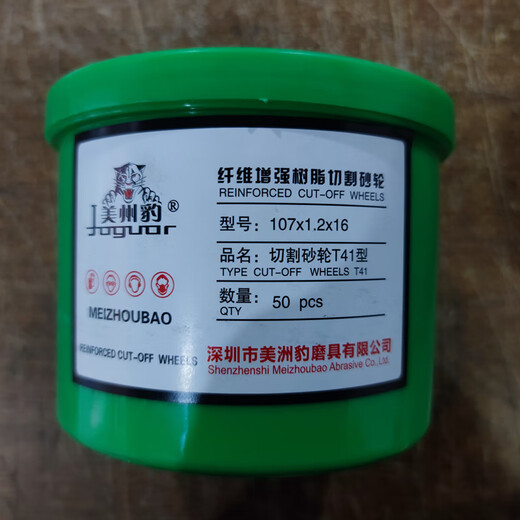 美州豹®
Jaguar
MEIZHOUBAO
REINFORCED CUT-OFF WHEELS
纤维增强树脂切割砂轮
REINFORCED CUT-OFF WHEELS
型号: 107x1.2x16
品名: 切割砂轮T41型
TYPE CUT-OFF WHEELS T41
数量: 50 pcs
QTY
深圳市美洲豹磨具有限公司
Shenzhenshi Meizhoubao Abrasive Co.,Ltd.